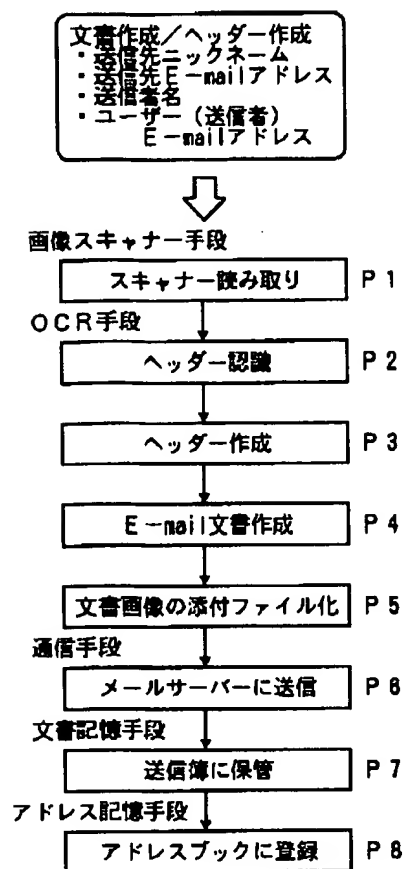 文書作成／ヘッダー作成
・送信先ニックネーム
・送信先E－mailアドレス
・送信者名
・ユーザー（送信者）
E－mailアドレス
画像スキャナー手段
スキャナー読み取り P1
OCR手段
ヘッダー認識 P2
ヘッダー作成 P3
E－mail文書作成 P4
文書画像の添付ファイル化 P5
通信手段
メールサーバーに送信 P6
文書記憶手段
送信簿に保管 P7
アドレス記憶手段
アドレスブックに登録 P8